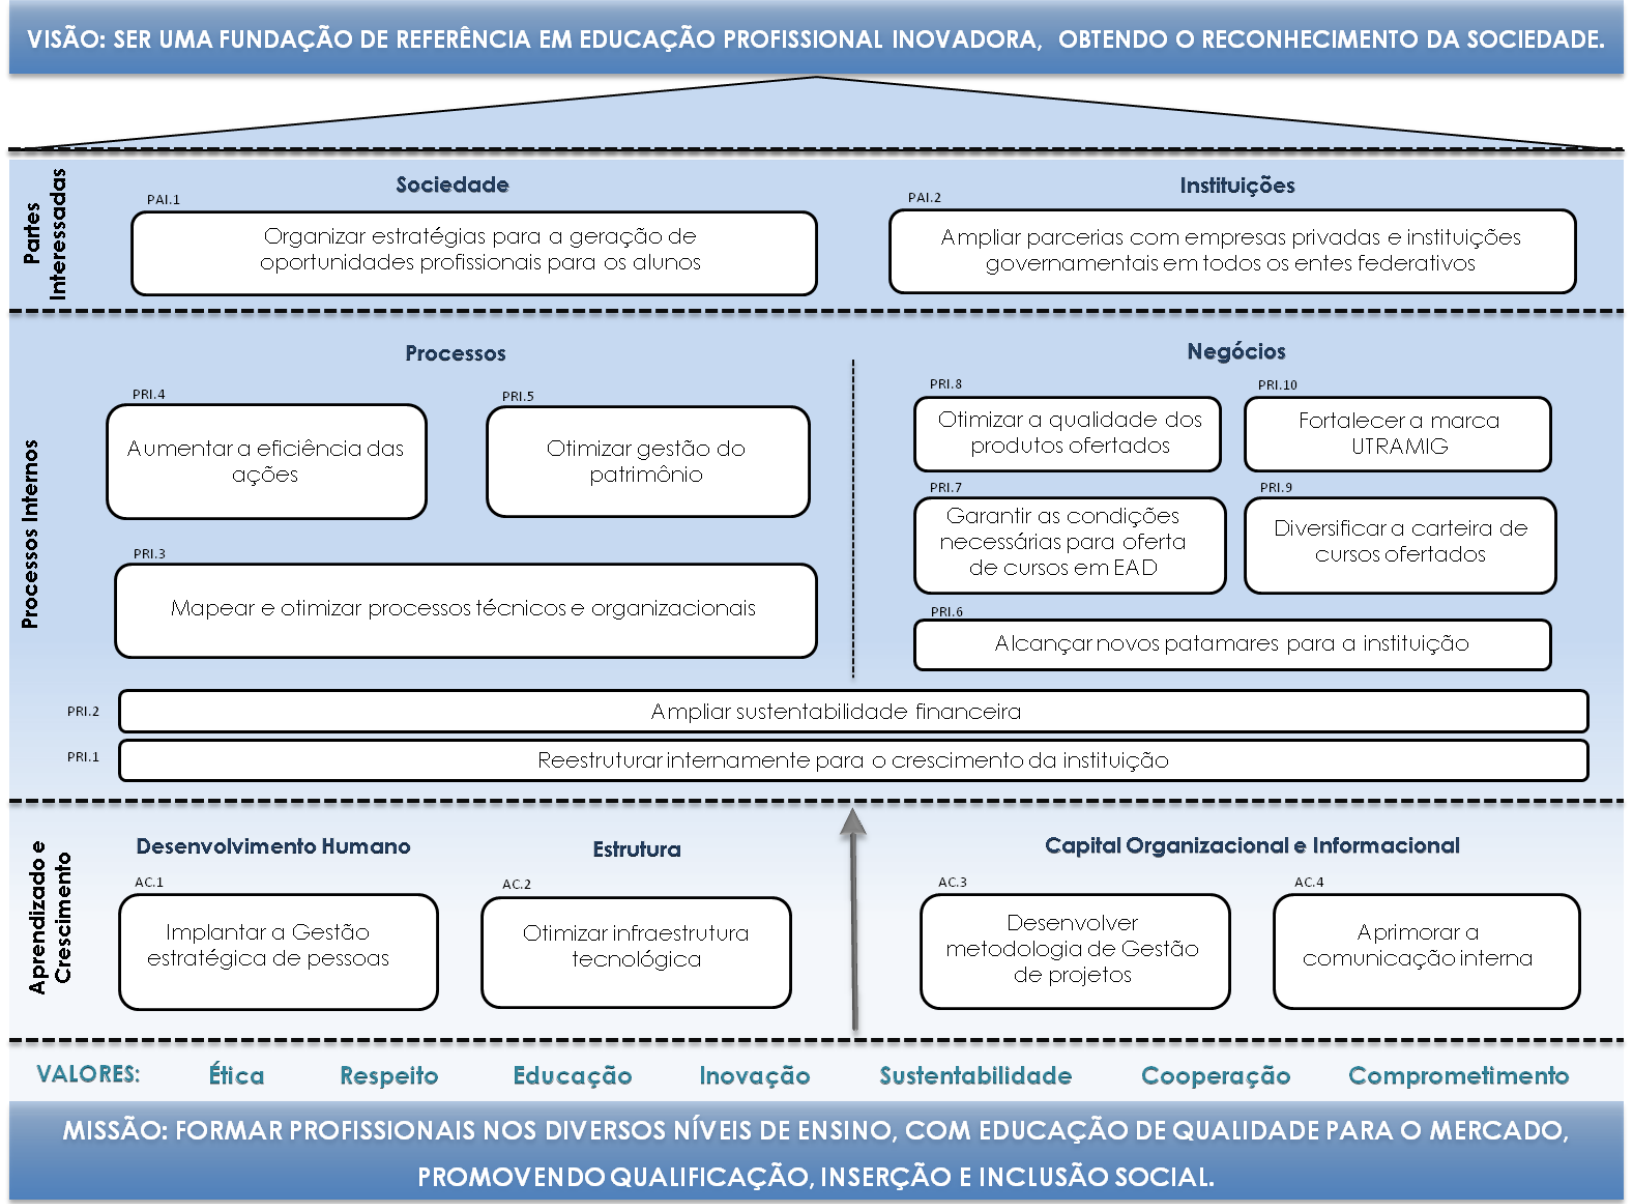 VISÃO: SER UMA FUNDAÇÃO DE REFERÊNCIA EM EDUCAÇÃO PROFISSIONAL INOVADORA, OBTENDO O RECONHECIMENTO DA SOCIEDADE.
Partes
Interessadas
Sociedade
PAI.1
Organizar estratégias para a geração de
oportunidades profissionais para os alunos
Instituições
PAI.2
Ampliar parcerias com empresas privadas e instituições
governamentais em todos os entes federativos
Processos Internos
Processos
PRI.4
Aumentar a eficiência das
ações
PRI.5
Otimizar gestão do
patrimônio
PRI.3
Mapear e otimizar processos técnicos e organizacionais
Negócios
PRI.8
Otimizar a qualidade dos
produtos ofertados
PRI.10
Fortalecer a marca
UTRAMIG
PRI.7
Garantir as condições
necessárias para oferta
de cursos em EAD
PRI.9
Diversificar a carteira de
cursos ofertados
PRI.6
Alcançar novos patamares para a instituição
PRI.2
Ampliar sustentabilidade financeira
PRI.1
Reestruturar internamente para o crescimento da instituição
Aprendizado e
Crescimento
Desenvolvimento Humano
AC.1
Implantar a Gestão
estratégica de pessoas
Estrutura
AC.2
Otimizar infraestrutura
tecnológica
Capital Organizacional e Informacional
AC.3
Desenvolver
metodologia de Gestão
de projetos
AC.4
Aprimorar a
comunicação interna
VALORES: Ética Respeito Educação Inovação Sustentabilidade Cooperação Comprometimento
MISSÃO: FORMAR PROFISSIONAIS NOS DIVERSOS NÍVEIS DE ENSINO, COM EDUCAÇÃO DE QUALIDADE PARA O MERCADO,
PROMOVENDO QUALIFICAÇÃO, INSERÇÃO E INCLUSÃO SOCIAL.